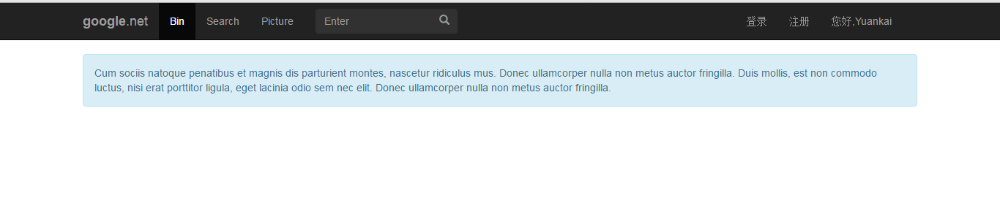 google.net Bin Search Picture Enter 登录 注册 您好,Yuankai
Cum sociis natoque penatibus et magnis dis parturient montes, nascetur ridiculus mus. Donec ullamcorper nulla non metus auctor fringilla. Duis mollis, est non commodo
luctus, nisi erat porttitor ligula, eget lacinia odio sem nec elit. Donec ullamcorper nulla non metus auctor fringilla.